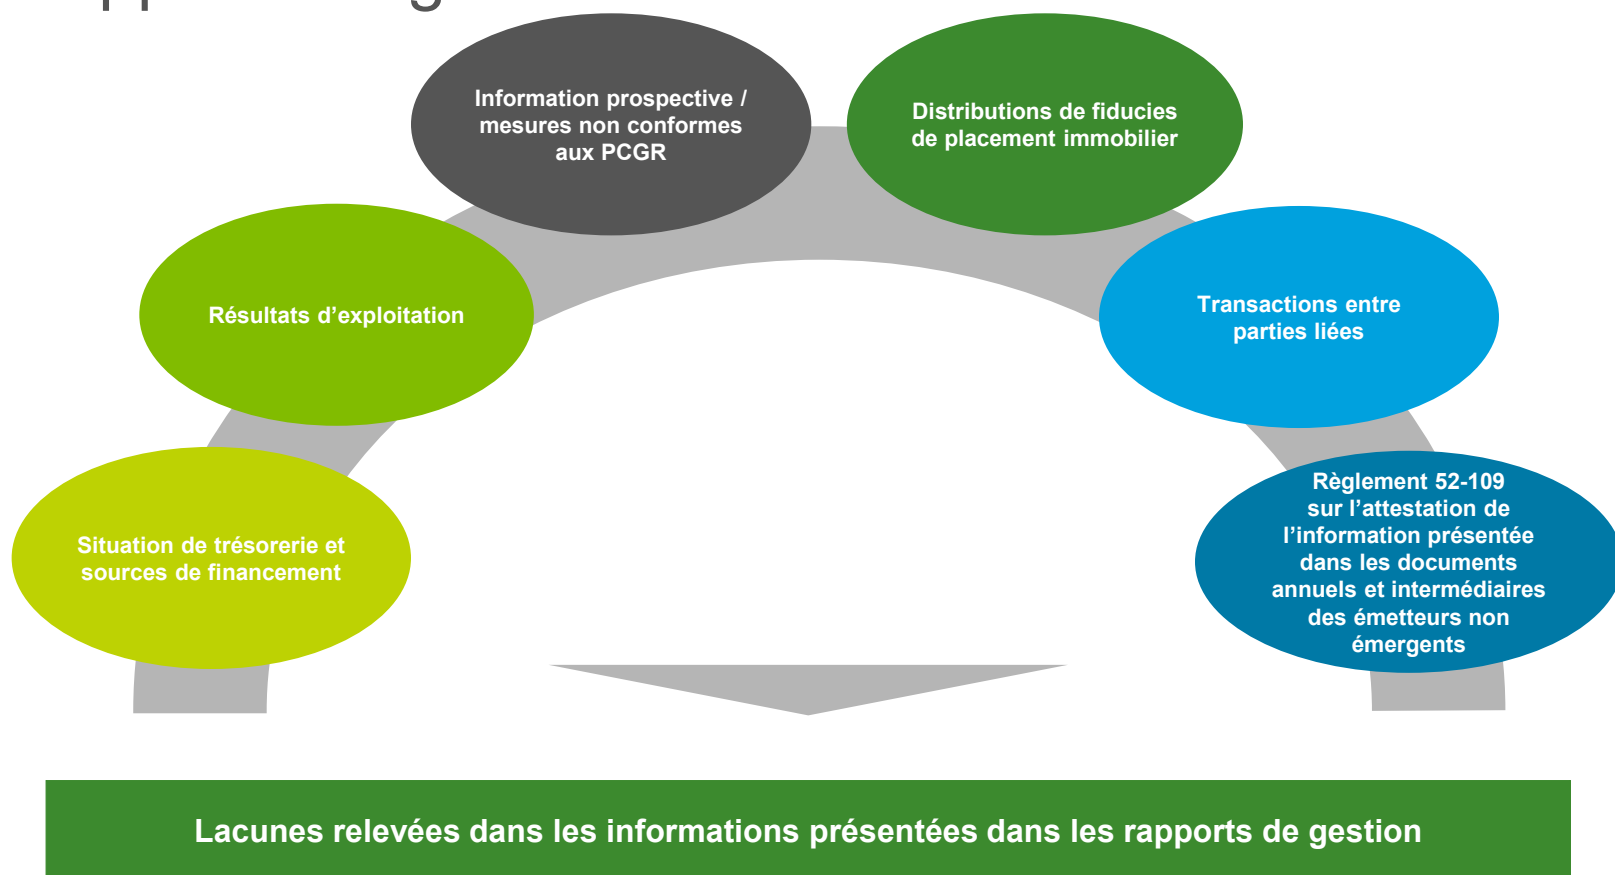 Information prospective /
mesures non conformes
aux PCGR
Distributions de fiducies
de placement immobilier
Résultats d’exploitation
Transactions entre
parties liées
Situation de trésorerie et
sources de financement
Règlement 52-109
sur l’attestation de
l’information présentée
dans les documents
annuels et intermédiaires
des émetteurs non
émergents
Lacunes relevées dans les informations présentées dans les rapports de gestion